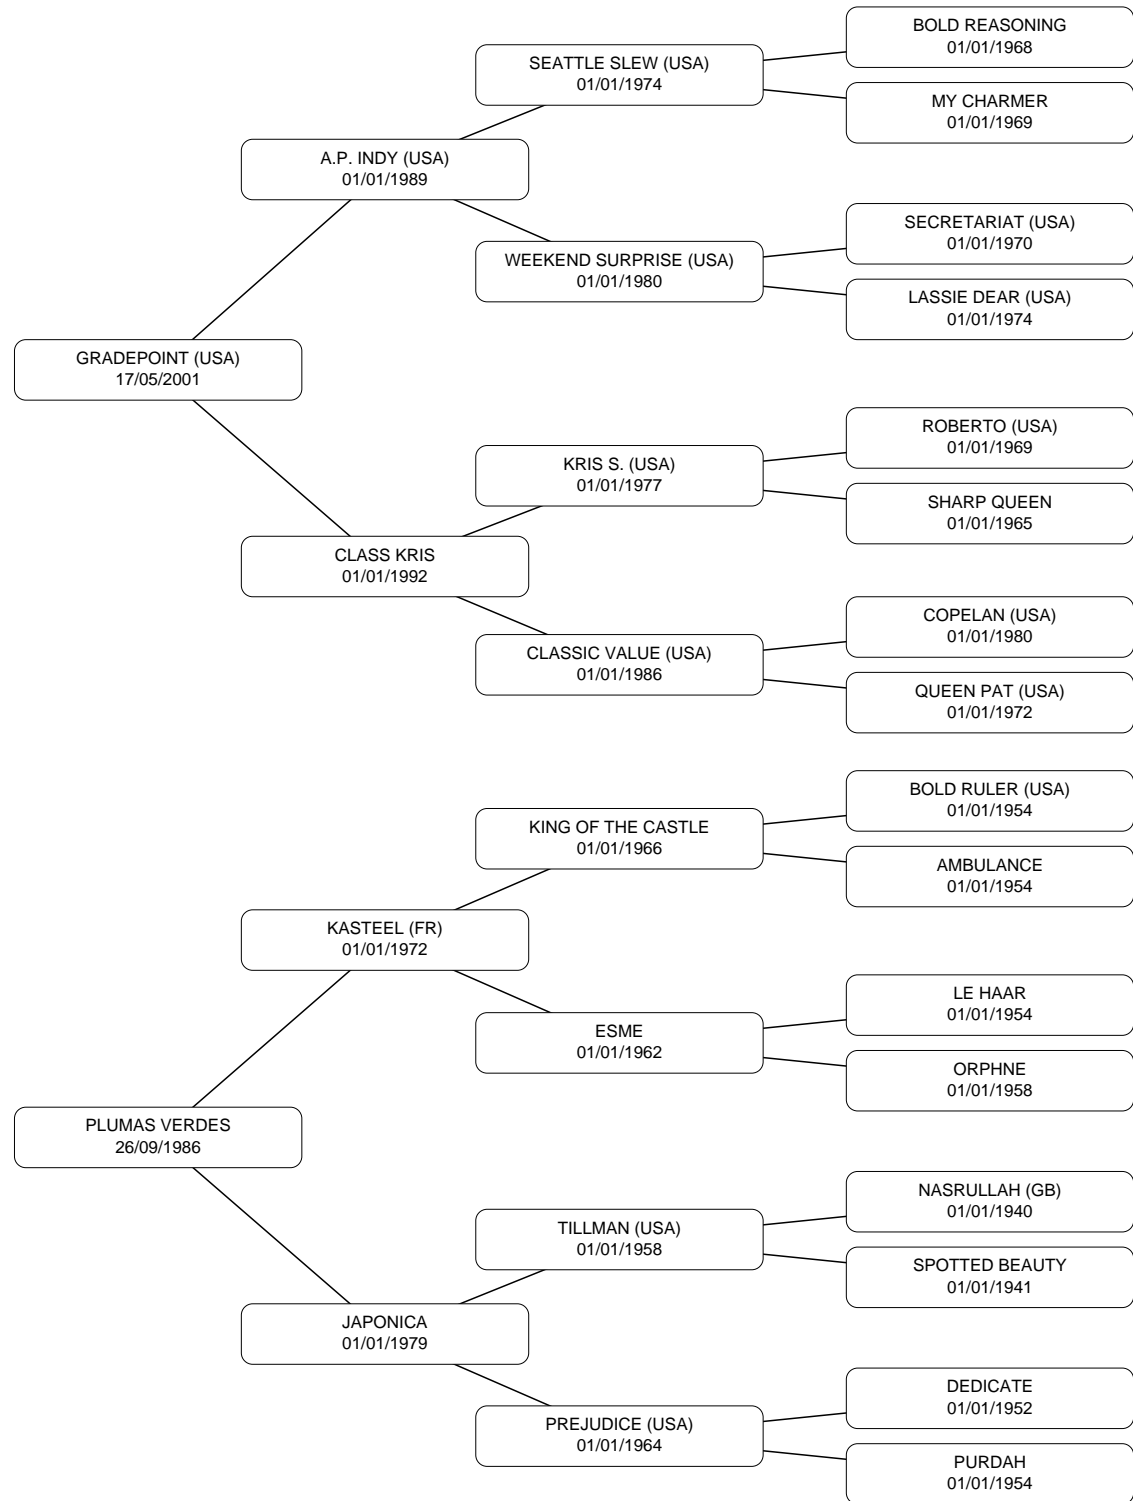 BOLD REASONING
01/01/1968
SEATTLE SLEW (USA)
01/01/1974
MY CHARMER
01/01/1969
A.P. INDY (USA)
01/01/1989
SECRETARIAT (USA)
01/01/1970
WEEKEND SURPRISE (USA)
01/01/1980
LASSIE DEAR (USA)
01/01/1974
GRADEPOINT (USA)
17/05/2001
ROBERTO (USA)
01/01/1969
KRIS S. (USA)
01/01/1977
SHARP QUEEN
01/01/1965
CLASS KRIS
01/01/1992
COPELAN (USA)
01/01/1980
CLASSIC VALUE (USA)
01/01/1986
QUEEN PAT (USA)
01/01/1972
BOLD RULER (USA)
01/01/1954
KING OF THE CASTLE
01/01/1966
AMBULANCE
01/01/1954
KASTEEL (FR)
01/01/1972
LE HAAR
01/01/1954
ESME
01/01/1962
ORPHNE
01/01/1958
PLUMAS VERDES
26/09/1986
NASRULLAH (GB)
01/01/1940
TILLMAN (USA)
01/01/1958
SPOTTED BEAUTY
01/01/1941
JAPONICA
01/01/1979
DEDICATE
01/01/1952
PREJUDICE (USA)
01/01/1964
PURDAH
01/01/1954